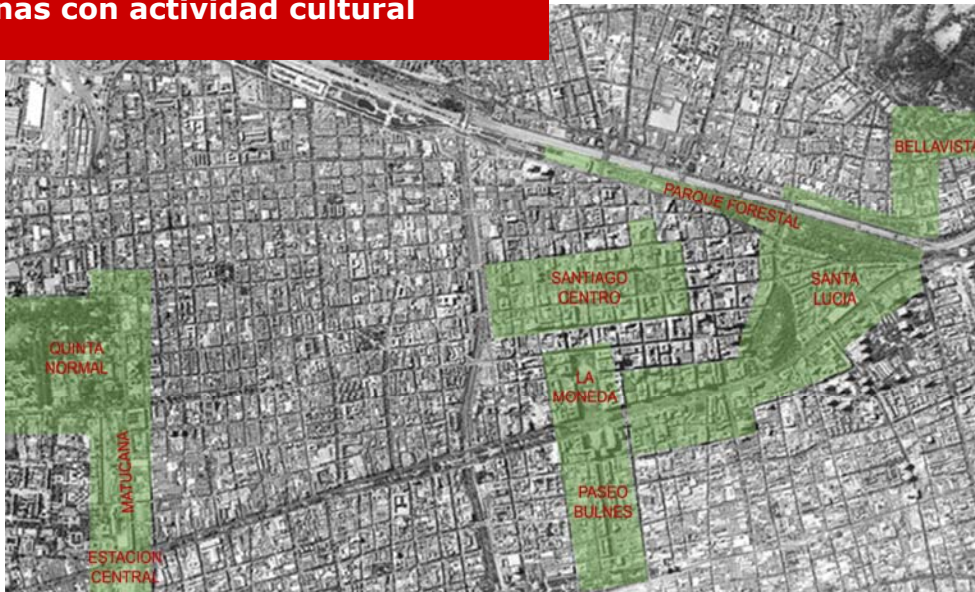 nas con actividad cultural
BELLAVISTA
PARQUE FORESTAL
SANTIAGO
CENTRO
SANTA
LUCIA
QUINTA
NORMAL
LA
MONEDA
MATUCANA
PASEO
BULNES
ESTACION
CENTRAL